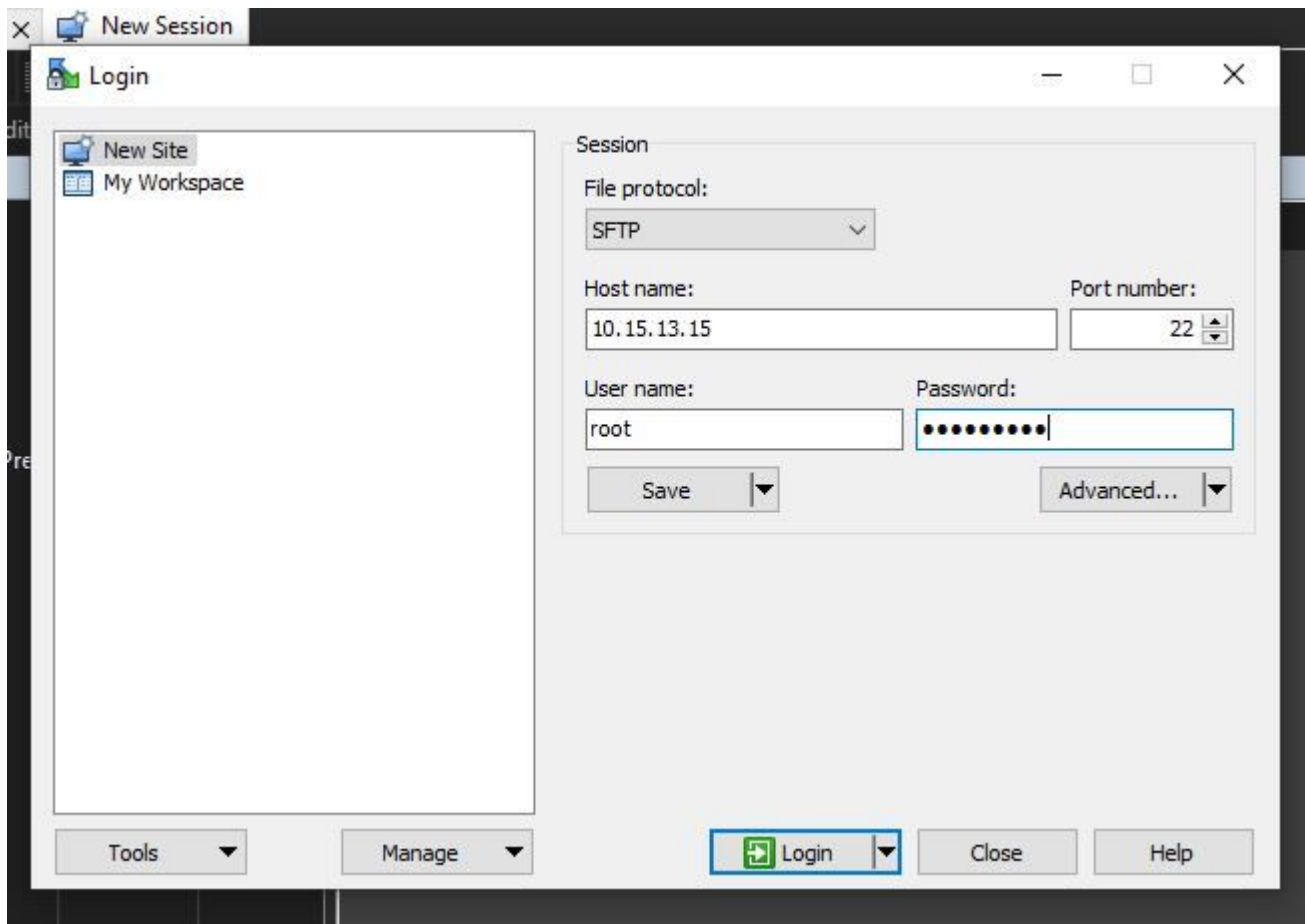 New Session
Login
New Site
My Workspace
Session
File protocol:
SFTP
Host name:
Port number:
10.15.13.15
22
User name:
Password:
root
•••••••••
Save
Advanced...
Tools
Manage
Login
Close
Help